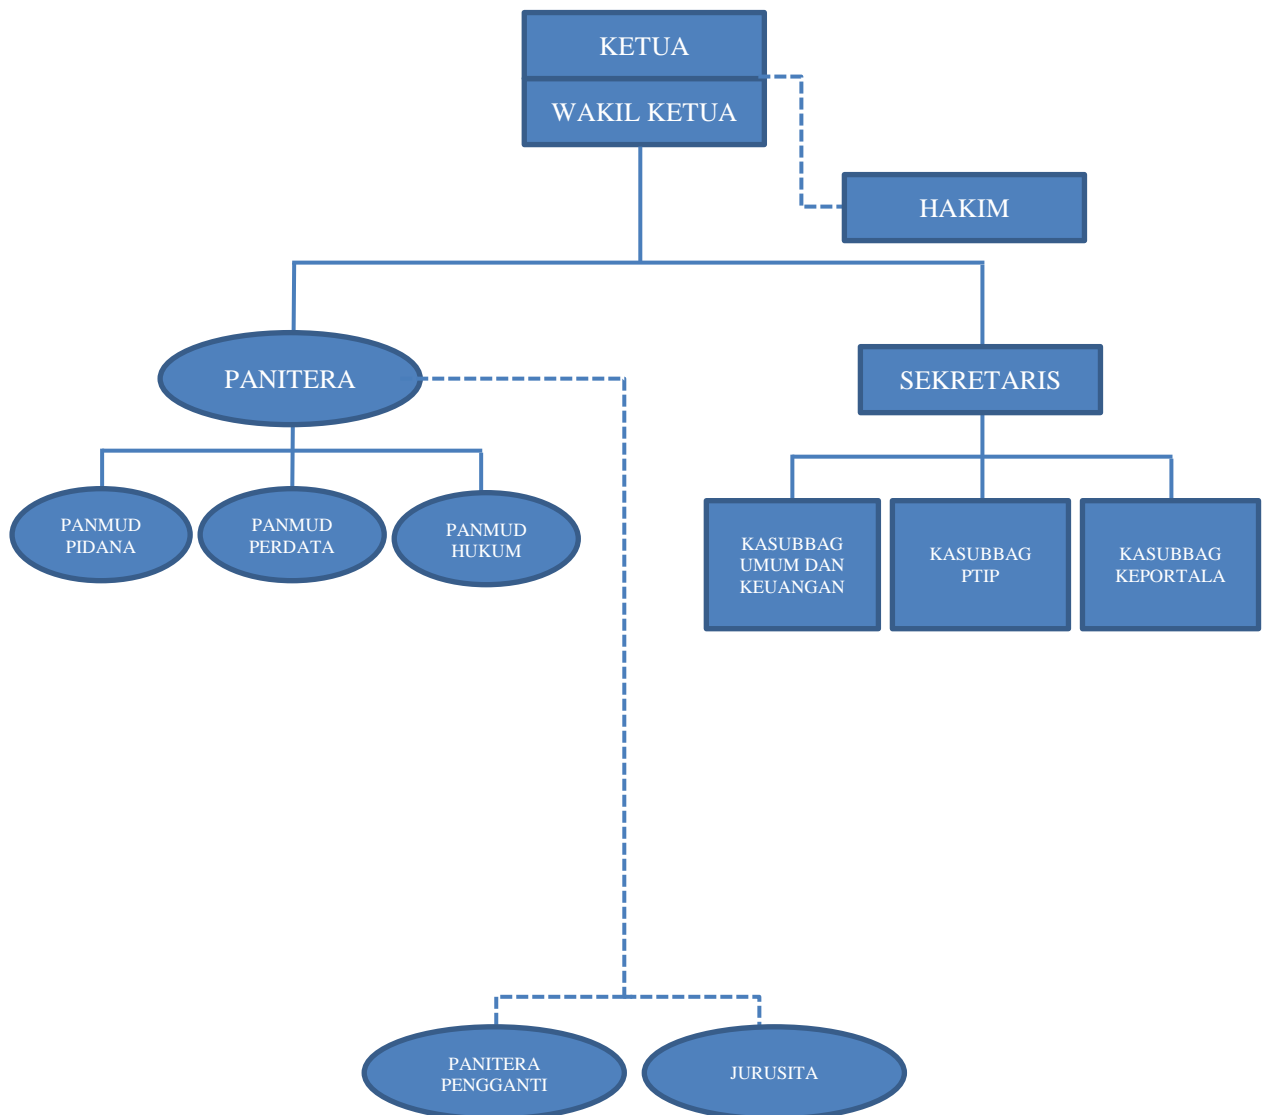 KETUA
WAKIL KETUA
HAKIM
PANITERA
SEKRETARIS
PANMUD
PIDANA
PANMUD
PERDATA
PANMUD
HUKUM
KASUBBAG
UMUM DAN
KEUANGAN
KASUBBAG
PTIP
KASUBBAG
KEPORTALA
PANITERA
PENGGANTI
JURUSITA